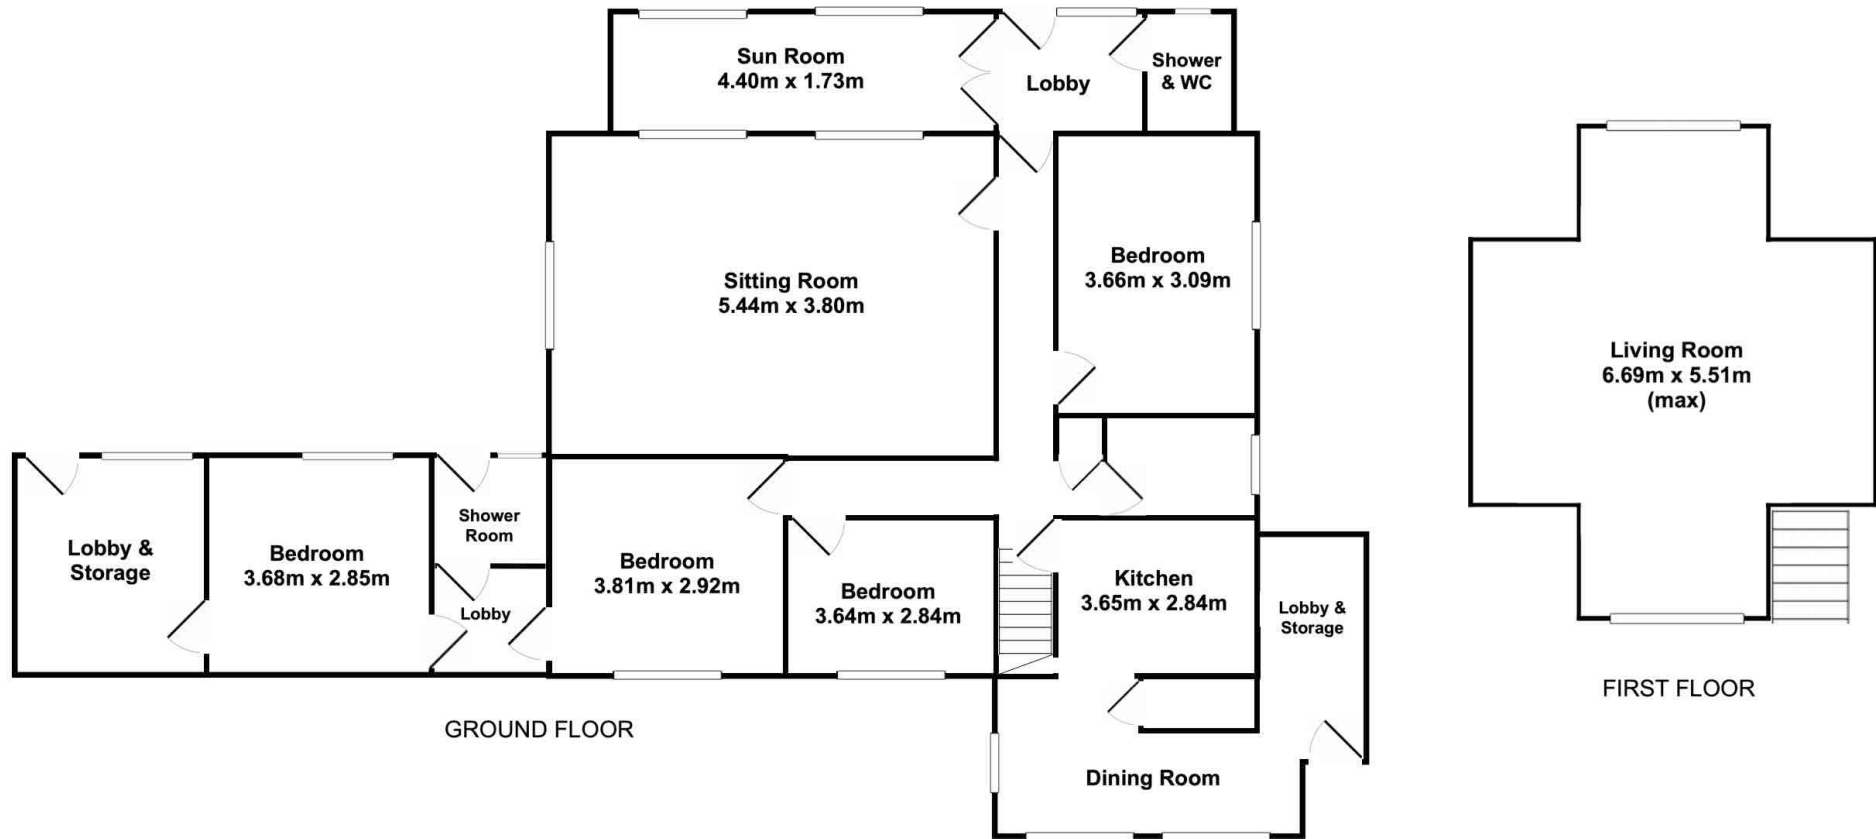 Sun Room
4.40m x 1.73m
Lobby
Shower
& WC
Sitting Room
5.44m x 3.80m
Bedroom
3.66m x 3.09m
Living Room
6.69m x 5.51m
(max)
Lobby &
Storage
Bedroom
3.68m x 2.85m
Shower
Room
Lobby
Bedroom
3.81m x 2.92m
Bedroom
3.64m x 2.84m
Kitchen
3.65m x 2.84m
Lobby &
Storage
Dining Room
GROUND FLOOR
FIRST FLOOR